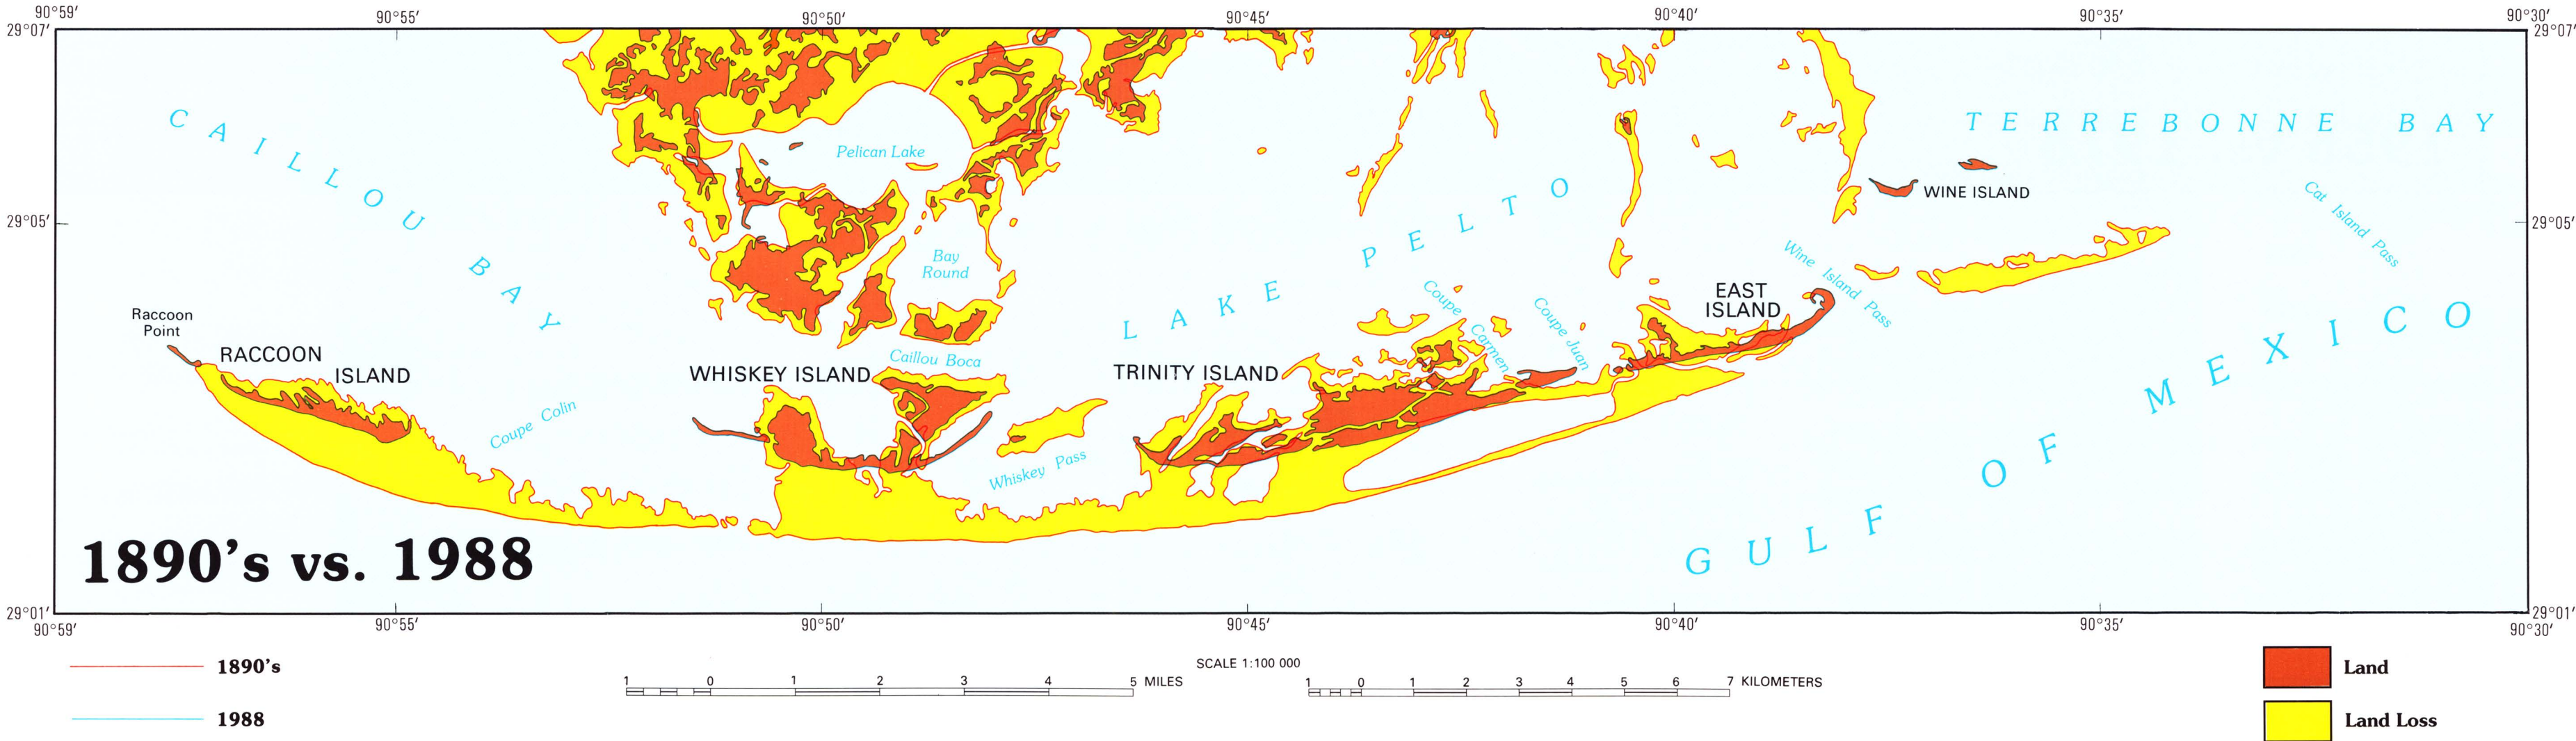 90°59′ 90°55′ 90°50′ 90°45′ 90°40′ 90°35′ 90°30′
29°07′ 29°07′
CAILLOU BAY
TERREBONNE BAY
Pelican Lake
WINE ISLAND
Cat Island Pass
LAKE PELTO
29°05′ 29°05′
Bay
Round
Wine Island Pass
Coupe Carmen
Coupe Juan
EAST
ISLAND
Raccoon
Point
RACCOON
ISLAND
Caillou Boca
WHISKEY ISLAND
TRINITY ISLAND
Coupe Colin
Whiskey Pass
GULF OF MEXICO
1890's vs. 1988
29°01′ 29°01′
90°59′ 90°55′ 90°50′ 90°45′ 90°40′ 90°35′ 90°30′
1890's
1988
SCALE 1:100 000
1 0 1 2 3 4 5 MILES
1 0 1 2 3 4 5 6 7 KILOMETERS
Land
Land Loss